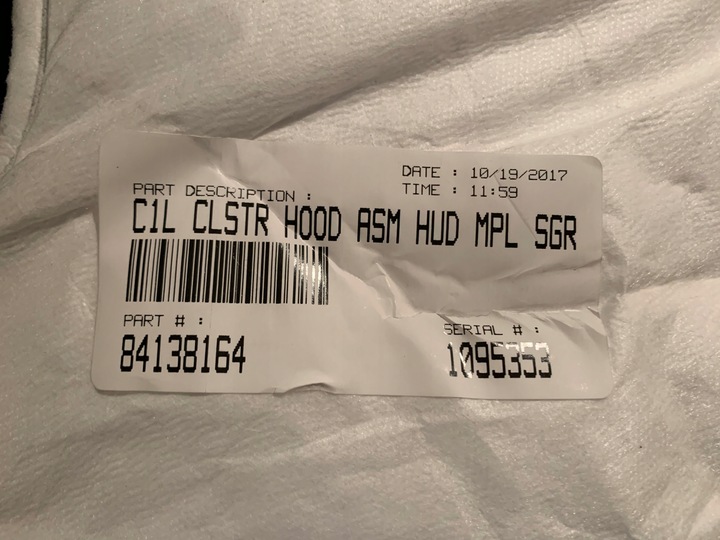 DATE : 10/19/2017
TIME : 11:59
PART DESCRIPTION :
C1L CLSTR HOOD ASM HUD MPL SGR
PART # :
84138164
SERIAL # :
1095353